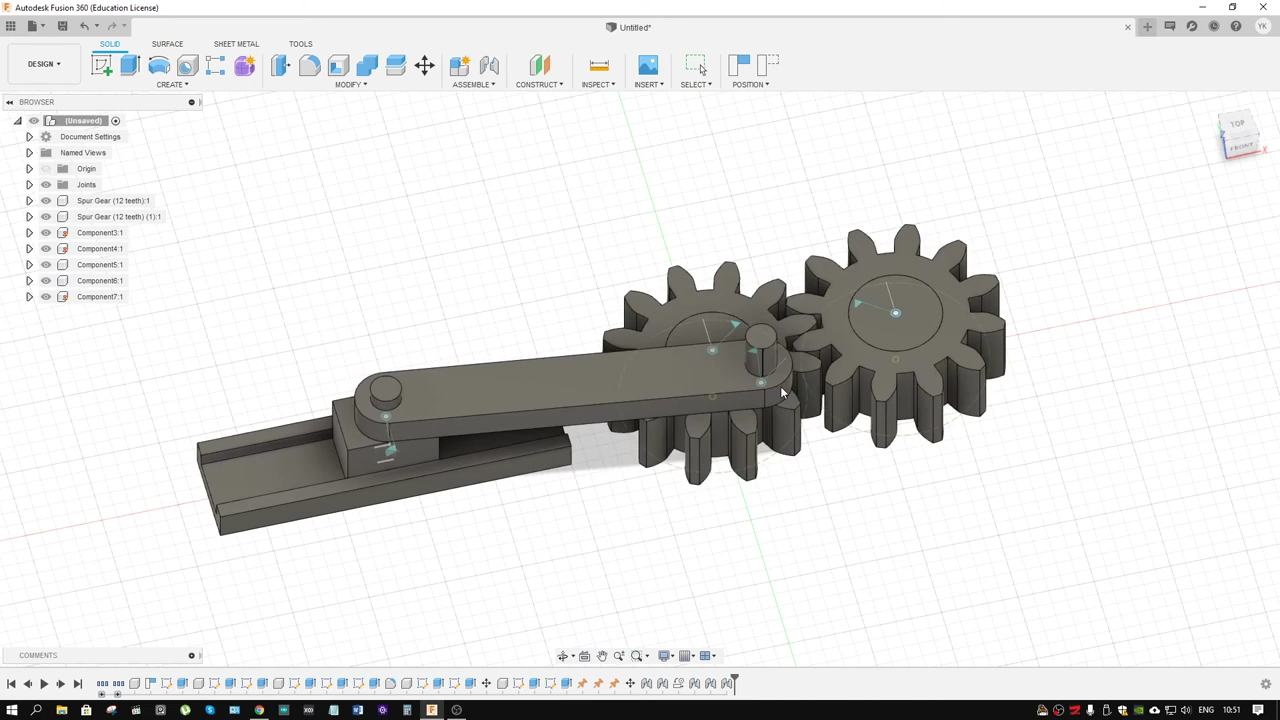 Autodesk Fusion 360 (Education License)
Untitled*
YK
SOLID SURFACE SHEET METAL TOOLS
DESIGN
CREATE MODIFY ASSEMBLE CONSTRUCT INSPECT INSERT SELECT POSITION
BROWSER
(Unsaved)
Document Settings
Named Views
Origin
Joints
Spur Gear (12 teeth):1
Spur Gear (12 teeth) (1):1
Component3:1
Component4:1
Component5:1
Component6:1
Component7:1
TOP
FRONT
Z
X
COMMENTS
ENG 10:51